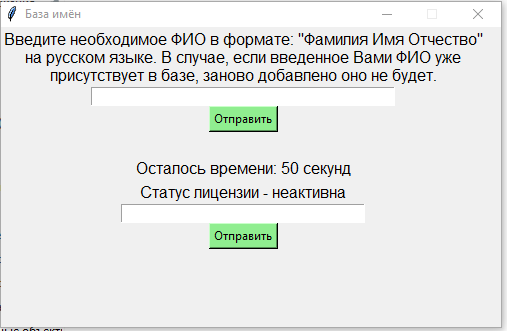 База имён
Введите необходимое ФИО в формате: "Фамилия Имя Отчество"
на русском языке. В случае, если введенное Вами ФИО уже
присутствует в базе, заново добавлено оно не будет.
Отправить
Осталось времени: 50 секунд
Статус лицензии - неактивна
Отправить